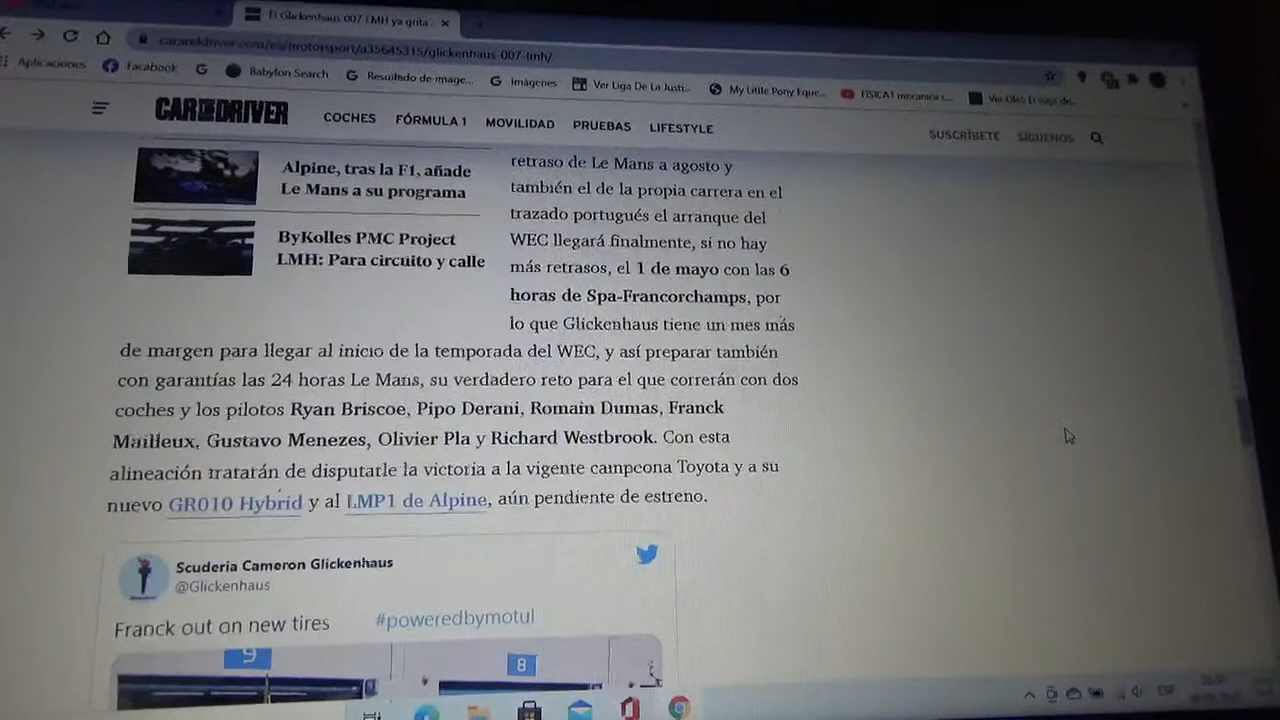 El Glickenhaus 007 LMH ya grita
caranddriver.com/es/motorsport/a35645315/glickenhaus-007-lmh/
Aplicaciones Facebook G Babylon Search Resultado de image... Imágenes Ver Liga De La Justi... My Little Pony Eque... FISICA1 mecanica
CAR AND DRIVER COCHES FÓRMULA 1 MOVILIDAD PRUEBAS LIFESTYLE SUSCRÍBETE SÍGUENOS
Alpine, tras la F1, añade
Le Mans a su programa
ByKolles PMC Project
LMH: Para circuito y calle
retraso de Le Mans a agosto y
también el de la propia carrera en el
trazado portugués el arranque del
WEC llegará finalmente, si no hay
más retrasos, el 1 de mayo con las 6
horas de Spa-Francorchamps, por
lo que Glickenhaus tiene un mes más
de margen para llegar al inicio de la temporada del WEC, y así preparar también
con garantías las 24 horas Le Mans, su verdadero reto para el que correrán con dos
coches y los pilotos Ryan Briscoe, Pipo Derani, Romain Dumas, Franck
Mailleux, Gustavo Menezes, Olivier Pla y Richard Westbrook. Con esta
alineación tratarán de disputarle la victoria a la vigente campeona Toyota y a su
nuevo GR010 Hybrid y al LMP1 de Alpine, aún pendiente de estreno.
Scuderia Cameron Glickenhaus
@Glickenhaus
Franck out on new tires #poweredbymotul
9
8
ESP